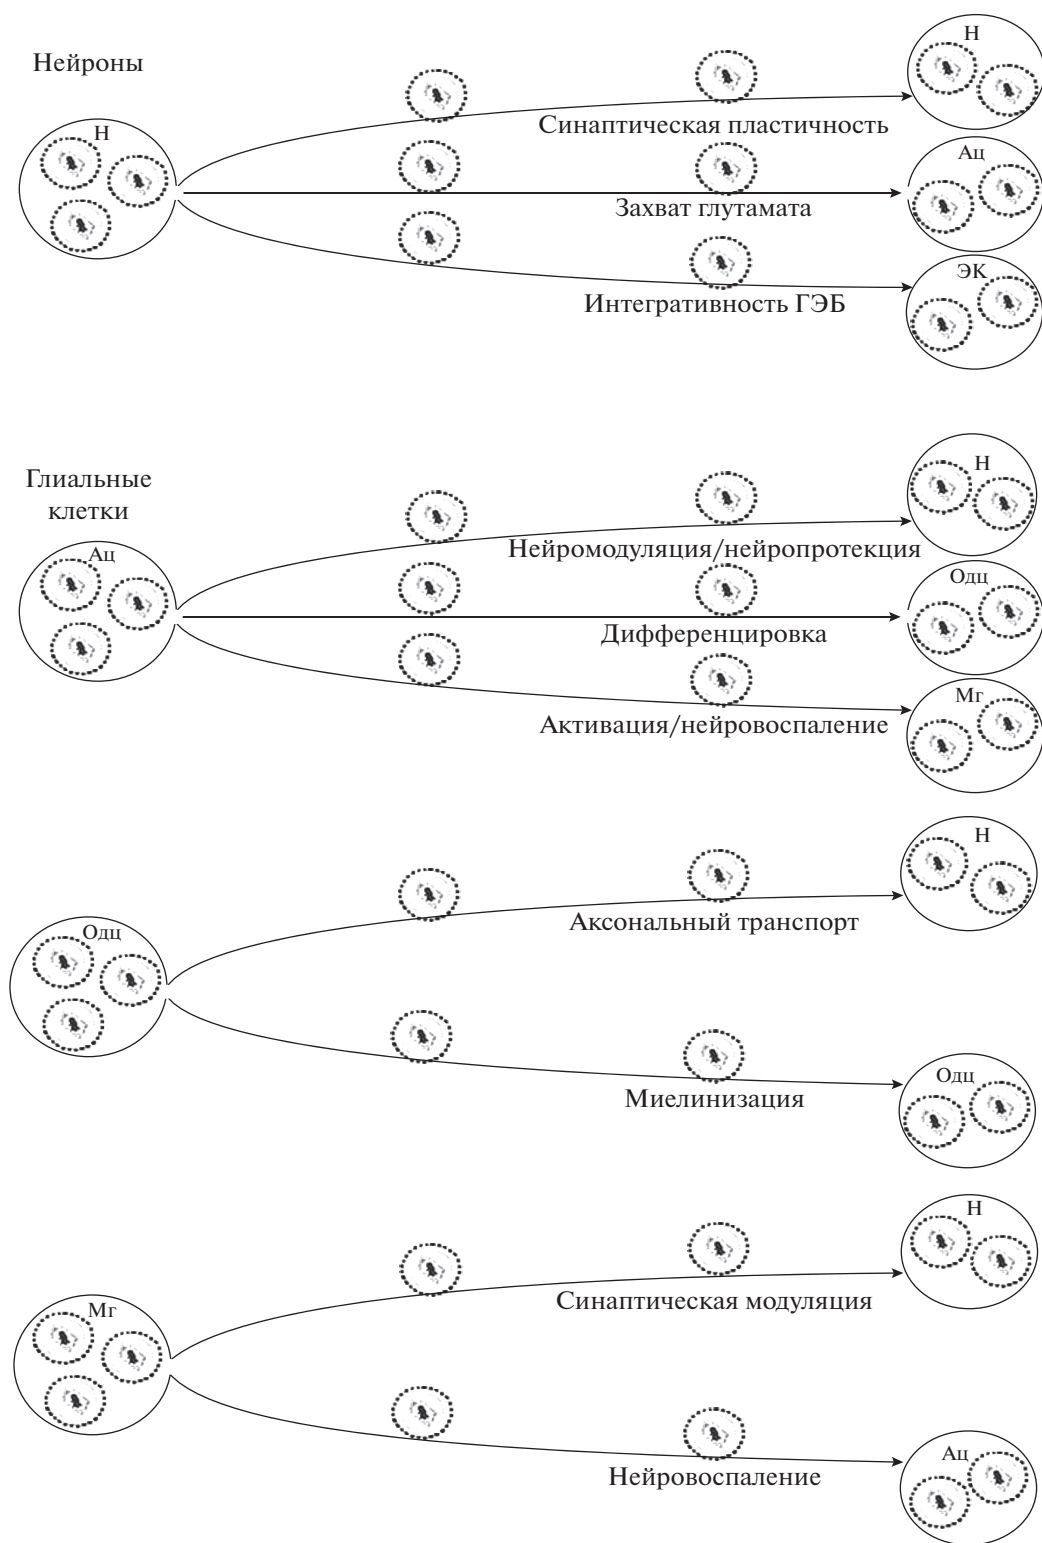 Нейроны
Н
Н
Синаптическая пластичность
Ац
Захват глутамата
ЭК
Интегративность ГЭБ
Глиальные
клетки
Ац
Н
Нейромодуляция/нейропротекция
Одц
Дифференцировка
Мг
Активация/нейровоспаление
Одц
Н
Аксональный транспорт
Одц
Миелинизация
Мг
Н
Синаптическая модуляция
Ац
Нейровоспаление